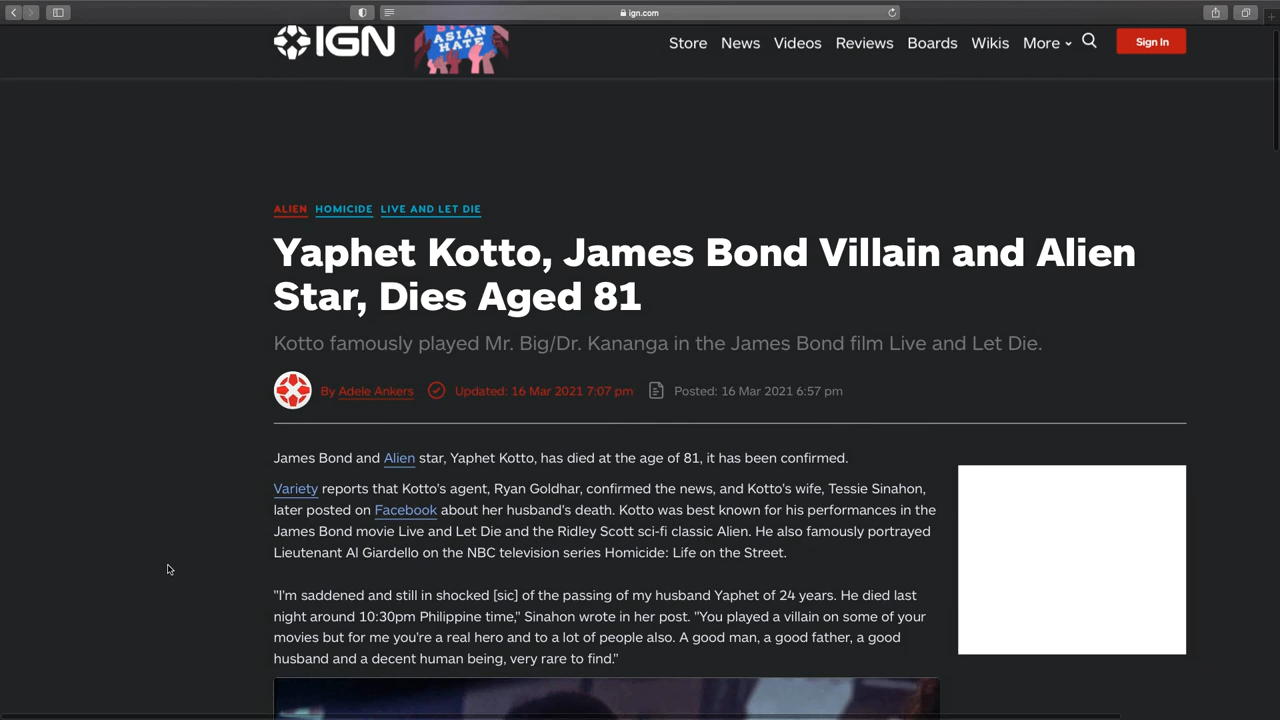 ign.com
IGN
ASIAN
HATE
Store News Videos Reviews Boards Wikis More Sign In
ALIEN HOMICIDE LIVE AND LET DIE
Yaphet Kotto, James Bond Villain and Alien
Star, Dies Aged 81
Kotto famously played Mr. Big/Dr. Kananga in the James Bond film Live and Let Die.
By Adele Ankers Updated: 16 Mar 2021 7:07 pm Posted: 16 Mar 2021 6:57 pm
James Bond and Alien star, Yaphet Kotto, has died at the age of 81, it has been confirmed.
Variety reports that Kotto's agent, Ryan Goldhar, confirmed the news, and Kotto's wife, Tessie Sinahon,
later posted on Facebook about her husband's death. Kotto was best known for his performances in the
James Bond movie Live and Let Die and the Ridley Scott sci-fi classic Alien. He also famously portrayed
Lieutenant Al Giardello on the NBC television series Homicide: Life on the Street.
"I'm saddened and still in shocked [sic] of the passing of my husband Yaphet of 24 years. He died last
night around 10:30pm Philippine time," Sinahon wrote in her post. "You played a villain on some of your
movies but for me you're a real hero and to a lot of people also. A good man, a good father, a good
husband and a decent human being, very rare to find."